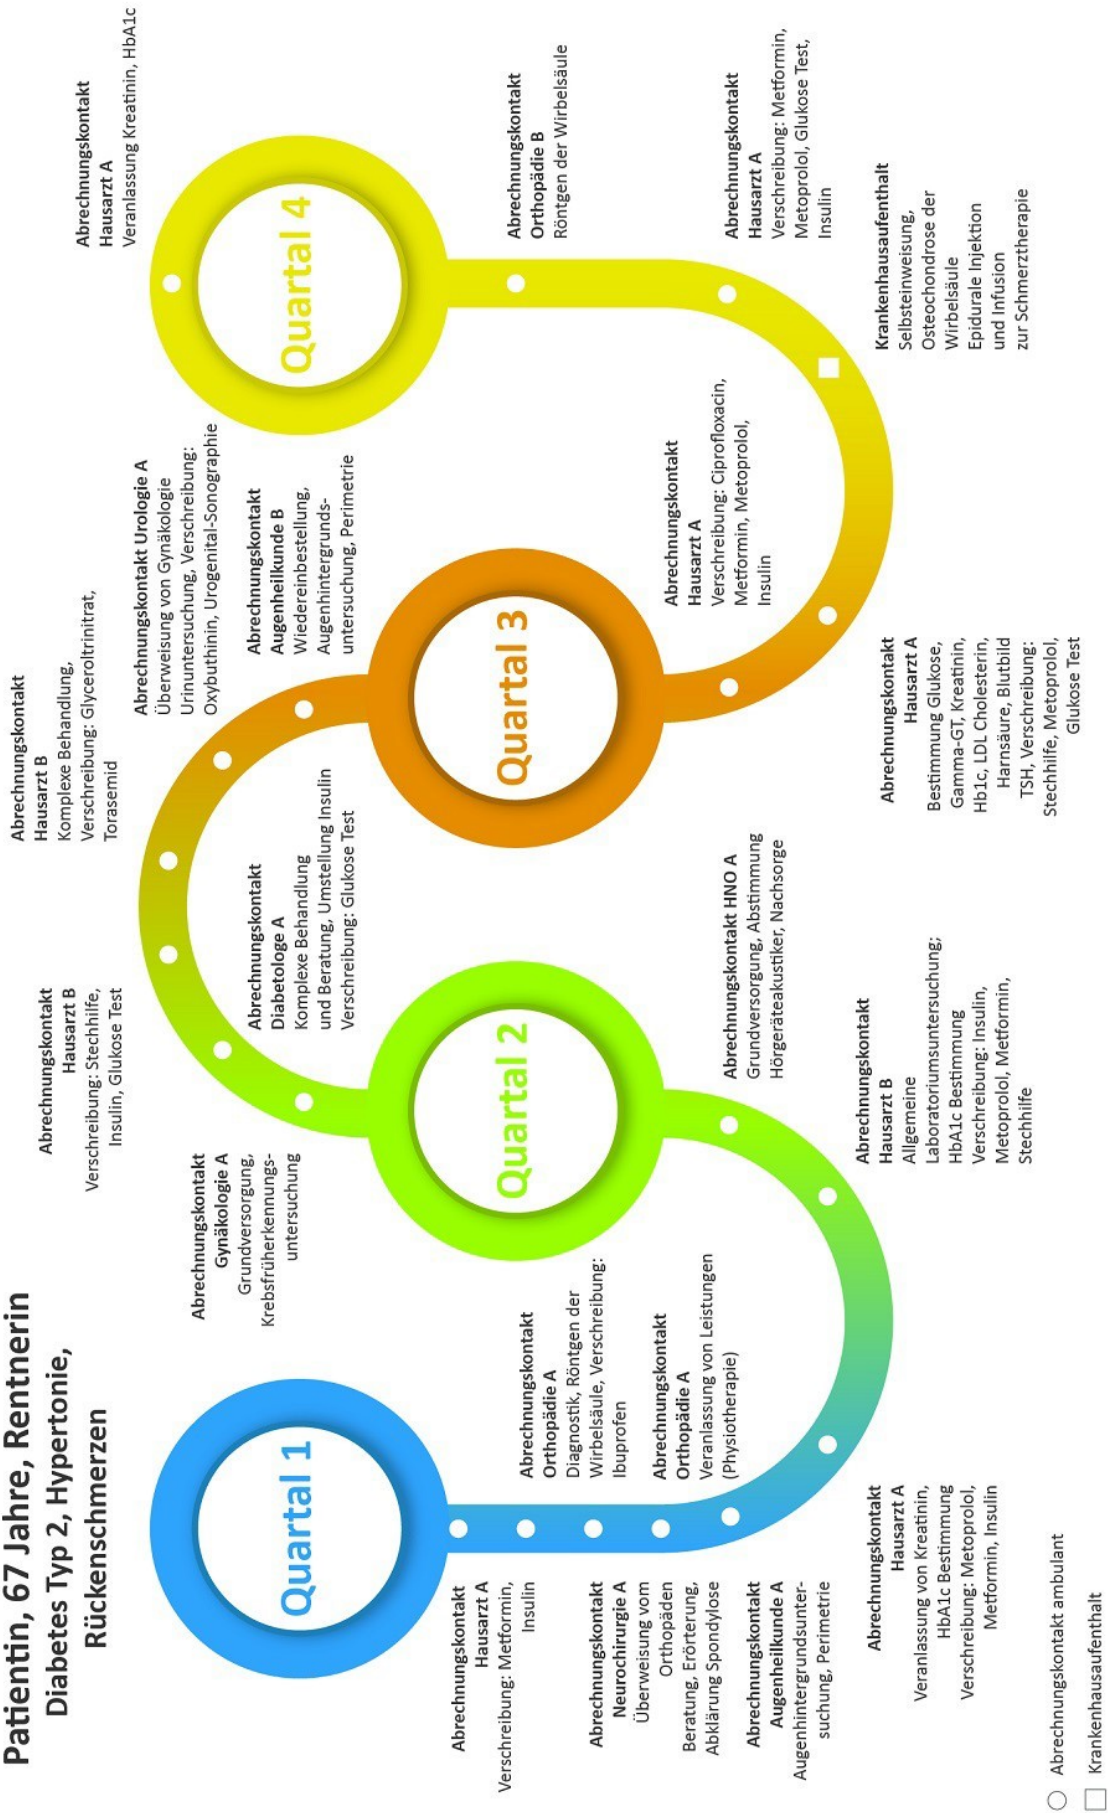 Patientin, 67 Jahre, Rentnerin
Diabetes Typ 2, Hypertonie,
Rückenschmerzen
Quartal 1
Abrechnungskontakt
Hausarzt A
Verschreibung: Metformin,
Insulin
Abrechnungskontakt
Orthopädie A
Diagnostik, Röntgen der
Wirbelsäule, Verschreibung:
Ibuprofen
Abrechnungskontakt
Neurochirurgie A
Überweisung vom
Orthopäden
Beratung, Erörterung,
Abklärung Spondylose
Abrechnungskontakt
Orthopädie A
Veranlassung von Leistungen
(Physiotherapie)
Abrechnungskontakt
Augenheilkunde A
Augenhintergrundsunter-
suchung, Perimetrie
Abrechnungskontakt
Hausarzt A
Veranlassung von Kreatinin,
HbA1c Bestimmung
Verschreibung: Metoprolol,
Metformin, Insulin
Abrechnungskontakt
Hausarzt B
Allgemeine
Laboratoriumsuntersuchung;
HbA1c Bestimmung
Verschreibung: Insulin,
Metoprolol, Metformin,
Stechhilfe
Abrechnungskontakt HNO A
Grundversorgung, Abstimmung
Hörgeräteakustiker, Nachsorge
Quartal 2
Abrechnungskontakt
Gynäkologie A
Grundversorgung,
Krebsfrüherkennungs-
untersuchung
Abrechnungskontakt
Diabetologe A
Komplexe Behandlung
und Beratung, Umstellung Insulin
Verschreibung: Glukose Test
Abrechnungskontakt
Hausarzt B
Verschreibung: Stechhilfe,
Insulin, Glukose Test
Abrechnungskontakt
Hausarzt B
Komplexe Behandlung,
Verschreibung: Glyceroltrinitrat,
Torasemid
Abrechnungskontakt Urologie A
Überweisung von Gynäkologie
Urinuntersuchung, Verschreibung:
Oxybuthinin, Urogenital-Sonographie
Abrechnungskontakt
Augenheilkunde B
Wiedereinbestellung,
Augenhintergrunds-
untersuchung, Perimetrie
Quartal 3
Abrechnungskontakt
Hausarzt A
Verschreibung: Ciprofloxacin,
Metformin, Metoprolol,
Insulin
Abrechnungskontakt
Hausarzt A
Bestimmung Glukose,
Gamma-GT, Kreatinin,
Hb1c, LDL Cholesterin,
Harnsäure, Blutbild
TSH, Verschreibung:
Stechhilfe, Metoprolol,
Glukose Test
Krankenhausaufenthalt
Selbsteinweisung,
Osteochondrose der
Wirbelsäule
Epidurale Injektion
und Infusion
zur Schmerztherapie
Abrechnungskontakt
Hausarzt A
Verschreibung: Metformin,
Metoprolol, Glukose Test,
Insulin
Abrechnungskontakt
Orthopädie B
Röntgen der Wirbelsäule
Quartal 4
Abrechnungskontakt
Hausarzt A
Veranlassung Kreatinin, HbA1c
Abrechnungskontakt ambulant
Krankenhausaufenthalt